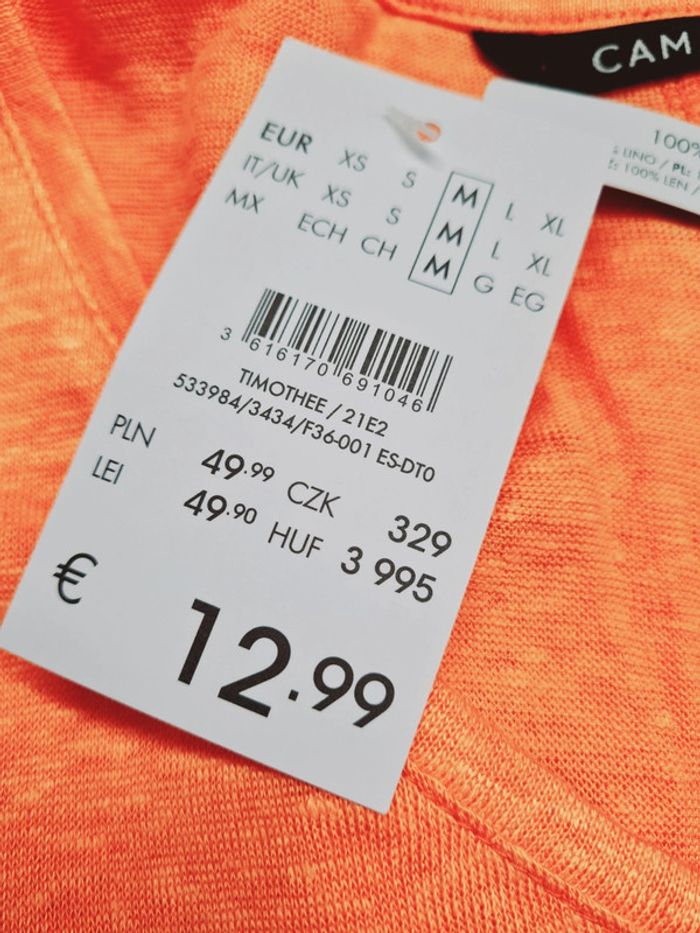 CAM
100%
LINO / PL:
100% LEN /
EUR XS S M L XL
IT/UK XS S M L XL
MX ECH CH M G EG
3 616170 691046
TIMOTHEE / 21E2
533984/3434/F36-001 ES-DT0
PLN 49.99 CZK 329
LEI 49.90 HUF 3 995
€ 12.99